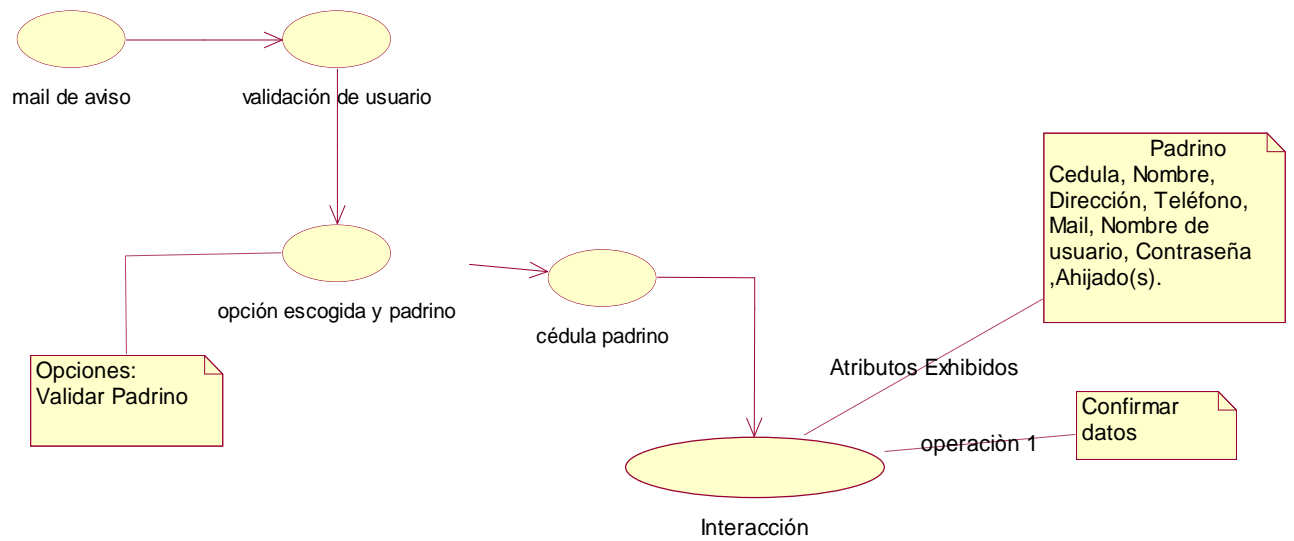 mail de aviso
validación de usuario
Padrino
Cedula, Nombre,
Dirección, Teléfono,
Mail, Nombre de
usuario, Contraseña
,Ahijado(s).
opción escogida y padrino
cédula padrino
Opciones:
Validar Padrino
Atributos Exhibidos
Confirmar
datos
operaciòn 1
Interacción